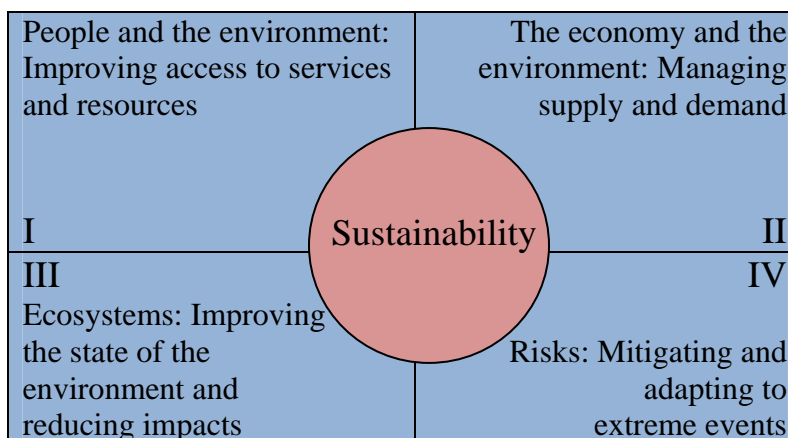 People and the environment:
Improving access to services
and resources
I
The economy and the
environment: Managing
supply and demand
II
Sustainability
III
Ecosystems: Improving
the state of the
environment and
reducing impacts
IV
Risks: Mitigating and
adapting to
extreme events